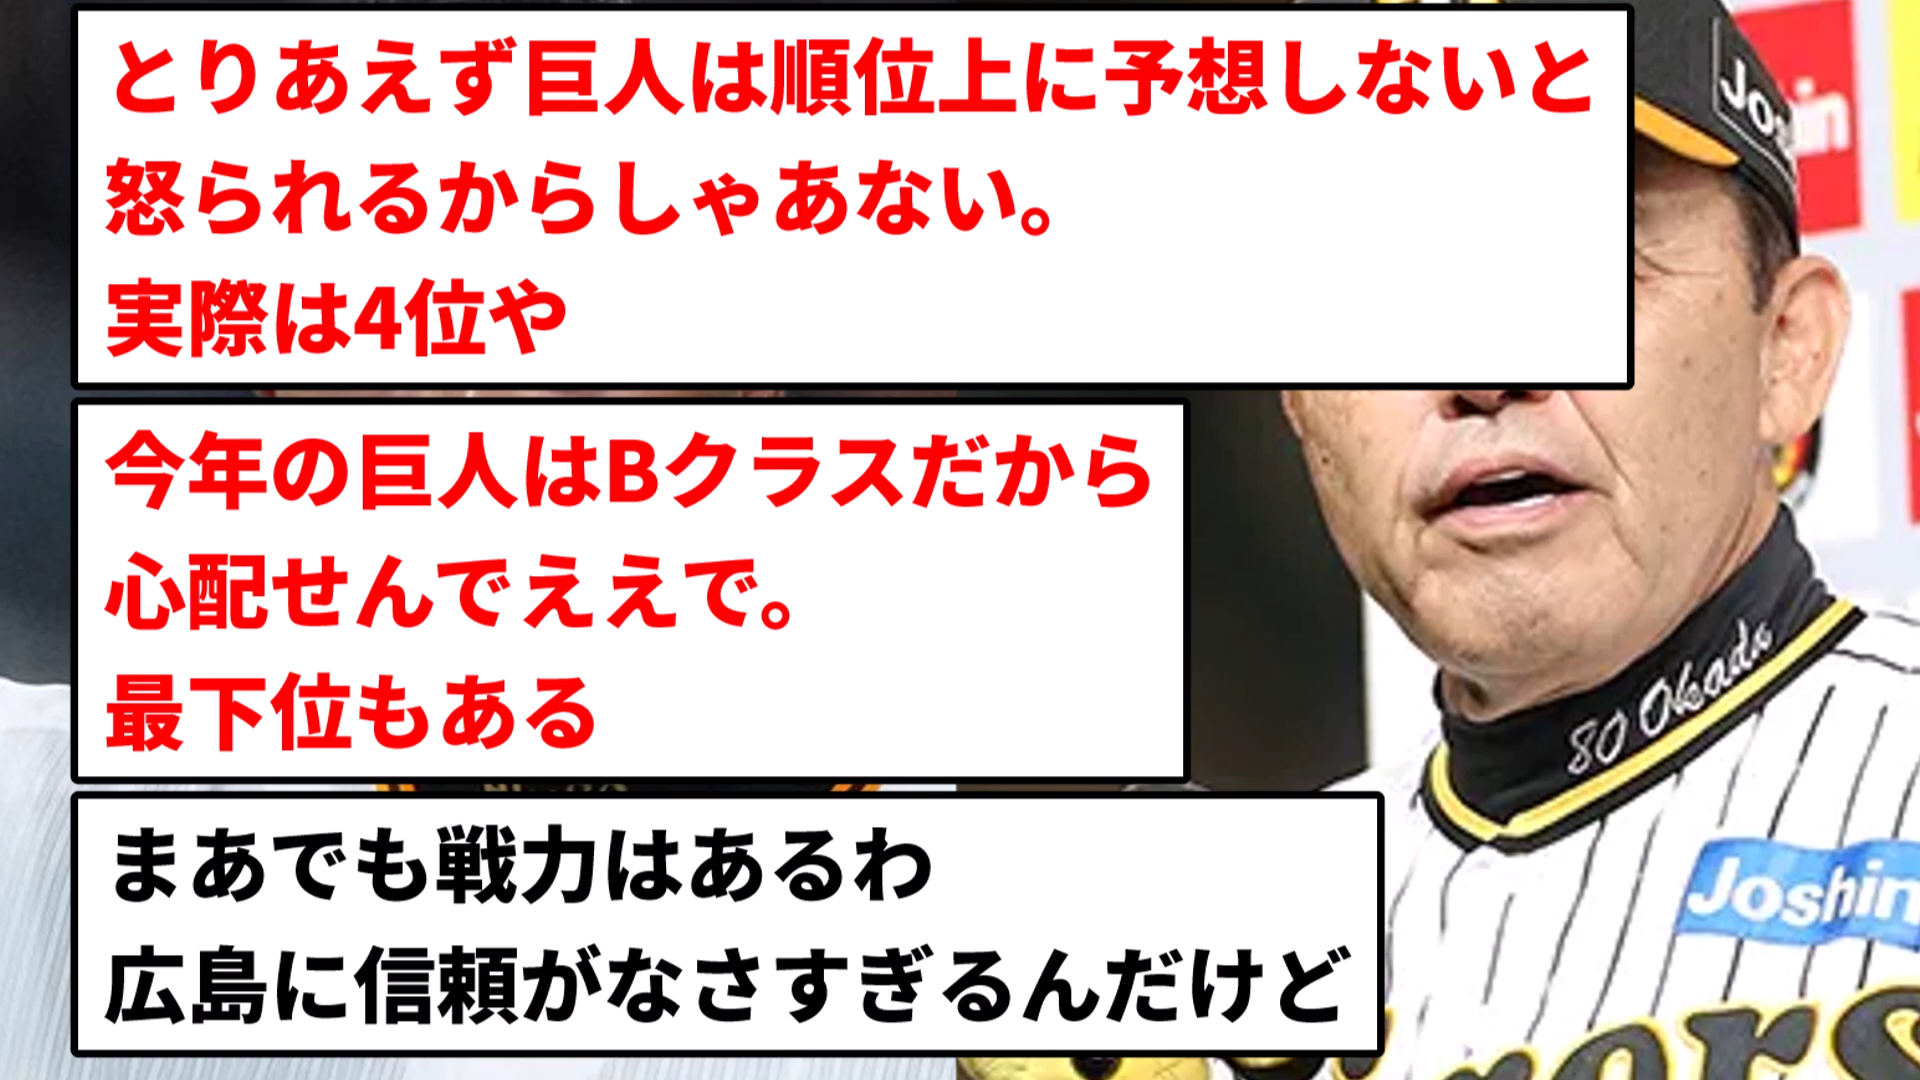 とりあえず巨人は順位上に予想しないと
怒られるからしゃあない。
実際は4位や
今年の巨人はBクラスだから
心配せんでええで。
最下位もある
まあでも戦力はあるわ
広島に信頼がなさすぎるんだけど
Jo
in
80 Okada
Joshin